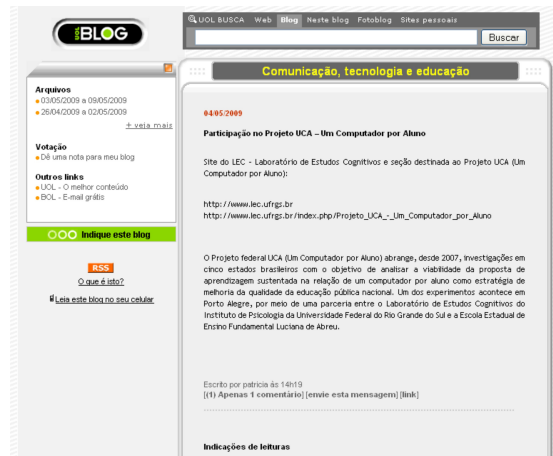 UOL BLOG
UOL BUSCA Web Blog Neste blog Fotoblog Sites pessoais
Buscar
Comunicação, tecnologia e educação
Arquivos
03/05/2009 a 09/05/2009
26/04/2009 a 02/05/2009
+ veja mais
Votação
Dê uma nota para meu blog
Outros links
UOL - O melhor conteúdo
BOL - E-mail grátis
Indique este blog
RSS
O que é isto?
Leia este blog no seu celular
04/05/2009
Participação no Projeto UCA – Um Computador por Aluno
Site do LEC - Laboratório de Estudos Cognitivos e seção destinada ao Projeto UCA (Um
Computador por Aluno):
http://www.lec.ufrgs.br
http://www.lec.ufrgs.br/index.php/Projeto_UCA_-_Um_Computador_por_Aluno
O Projeto federal UCA (Um Computador por Aluno) abrange, desde 2007, investigações em
cinco estados brasileiros com o objetivo de analisar a viabilidade da proposta de
aprendizagem sustentada na relação de um computador por aluno como estratégia de
melhoria da qualidade da educação pública nacional. Um dos experimentos acontece em
Porto Alegre, por meio de uma parceria entre o Laboratório de Estudos Cognitivos do
Instituto de Psicologia da Universidade Federal do Rio Grande do Sul e a Escola Estadual de
Ensino Fundamental Luciana de Abreu.
Escrito por patricia ás 14h19
[(1) Apenas 1 comentário] [envie esta mensagem] [link]
Indicações de leituras